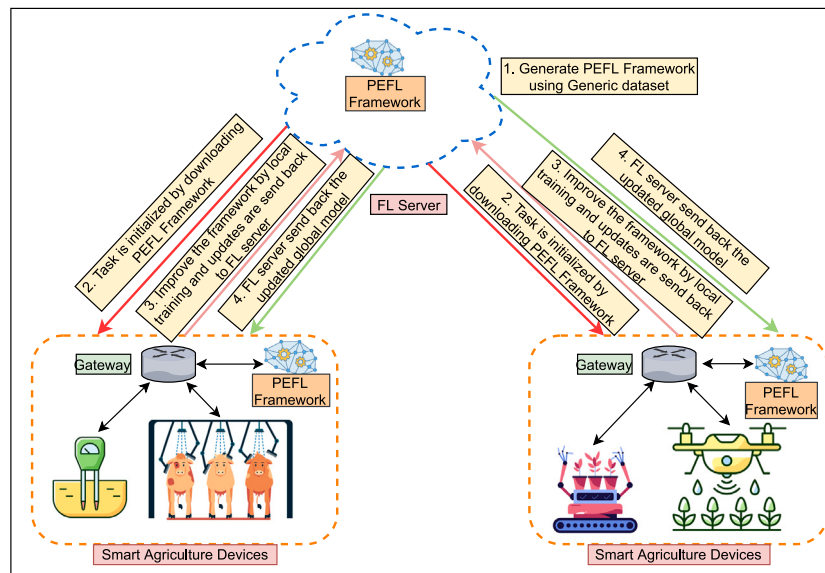 PEFL
Framework
1. Generate PEFL Framework
using Generic dataset
FL Server
2. Task is initialized by downloading
PEFL Framework
3. Improve the framework by local
training and updates are send back
to FL server
4. FL server send back the
updated global model
2. Task is initialized by
downloading PEFL Framework
3. Improve the framework by local
training and updates are send back
to FL server
4. FL server send back the
updated global model
Gateway
PEFL
Framework
Smart Agriculture Devices
Gateway
PEFL
Framework
Smart Agriculture Devices